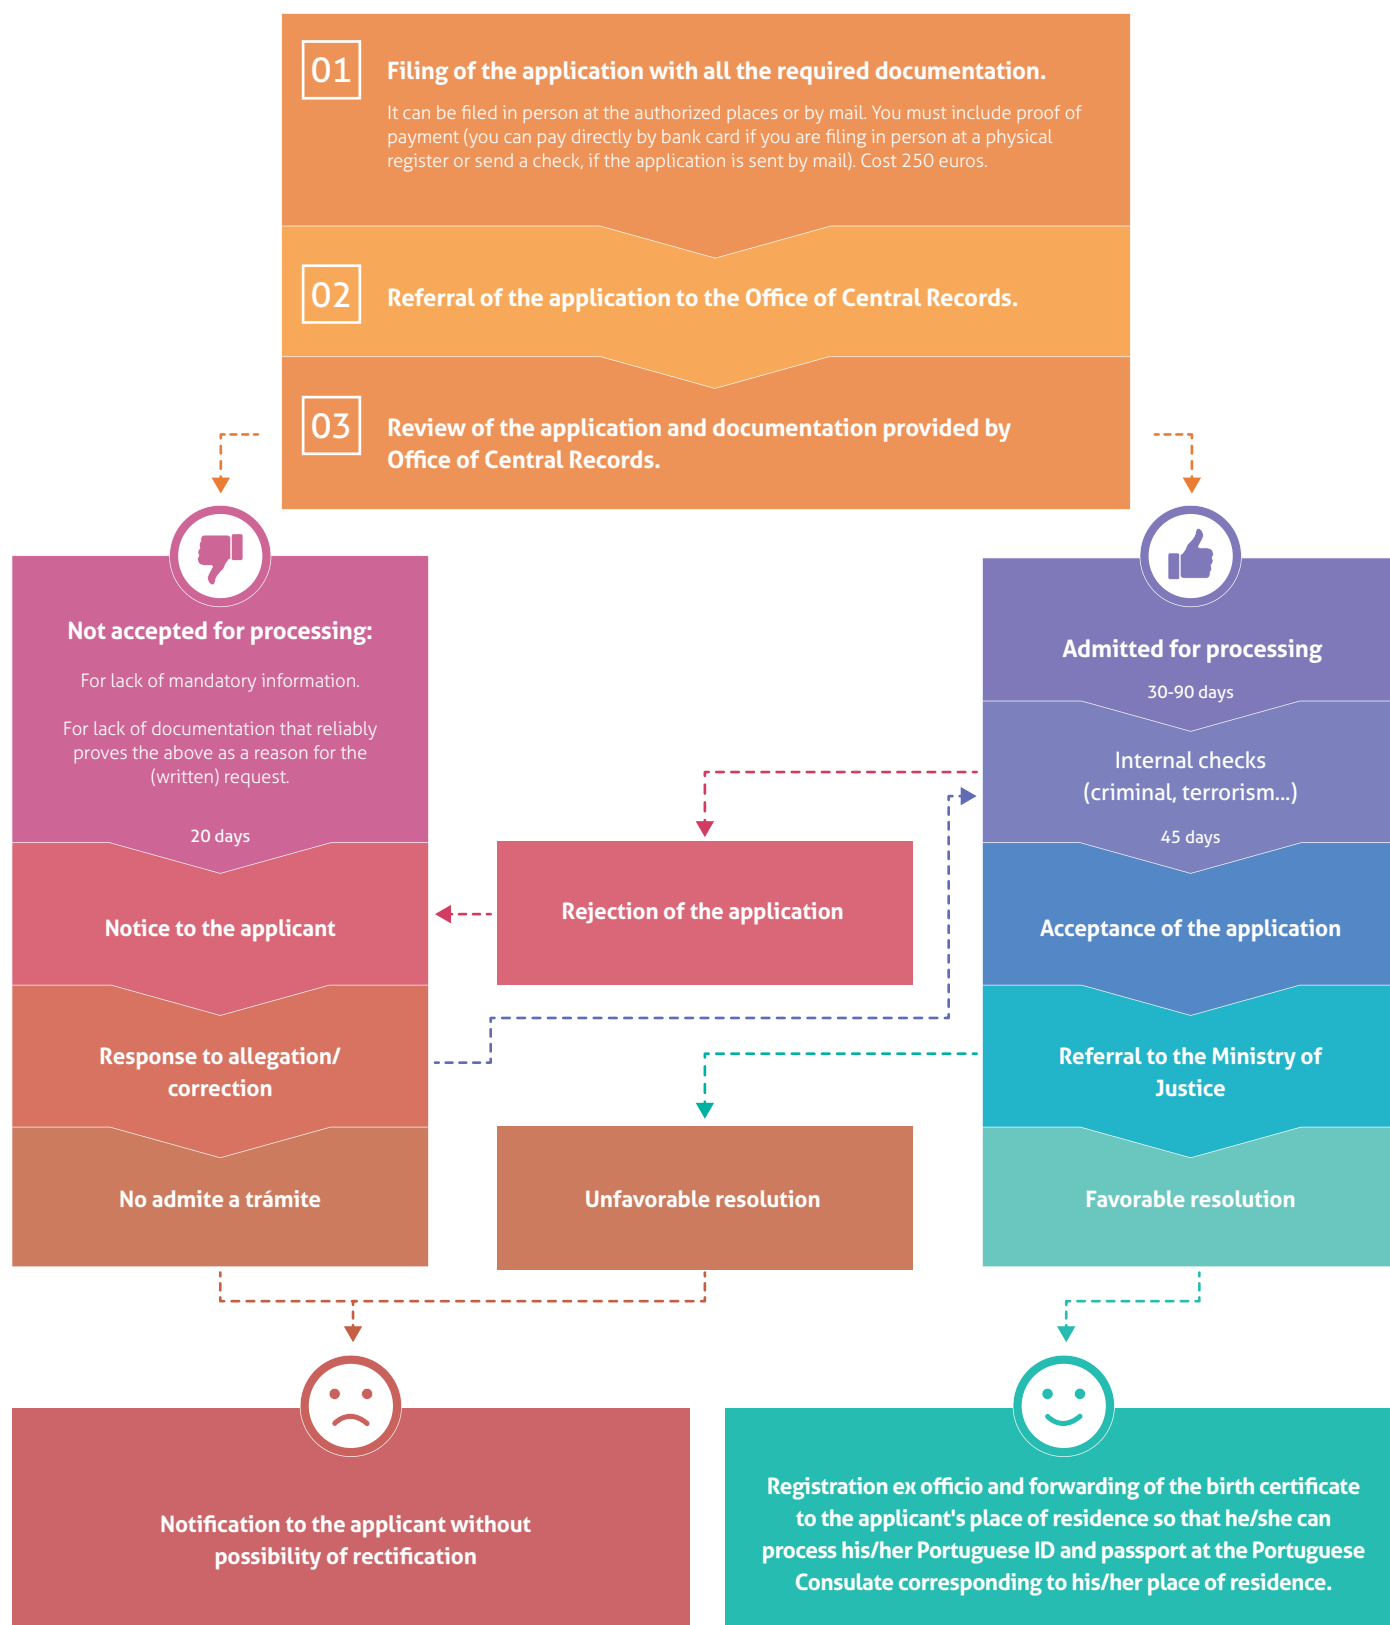 01
Filing of the application with all the required documentation.
It can be filed in person at the authorized places or by mail. You must include proof of
payment (you can pay directly by bank card if you are filing in person at a physical
register or send a check, if the application is sent by mail). Cost 250 euros.
02
Referral of the application to the Office of Central Records.
03
Review of the application and documentation provided by
Office of Central Records.
Not accepted for processing:
For lack of mandatory information.
For lack of documentation that reliably
proves the above as a reason for the
(written) request.
20 days
Notice to the applicant
Response to allegation/
correction
No admite a trámite
Rejection of the application
Unfavorable resolution
Admitted for processing
30-90 days
Internal checks
(criminal, terrorism...)
45 days
Acceptance of the application
Referral to the Ministry of
Justice
Favorable resolution
Notification to the applicant without
possibility of rectification
Registration ex officio and forwarding of the birth certificate
to the applicant's place of residence so that he/she can
process his/her Portuguese ID and passport at the Portuguese
Consulate corresponding to his/her place of residence.